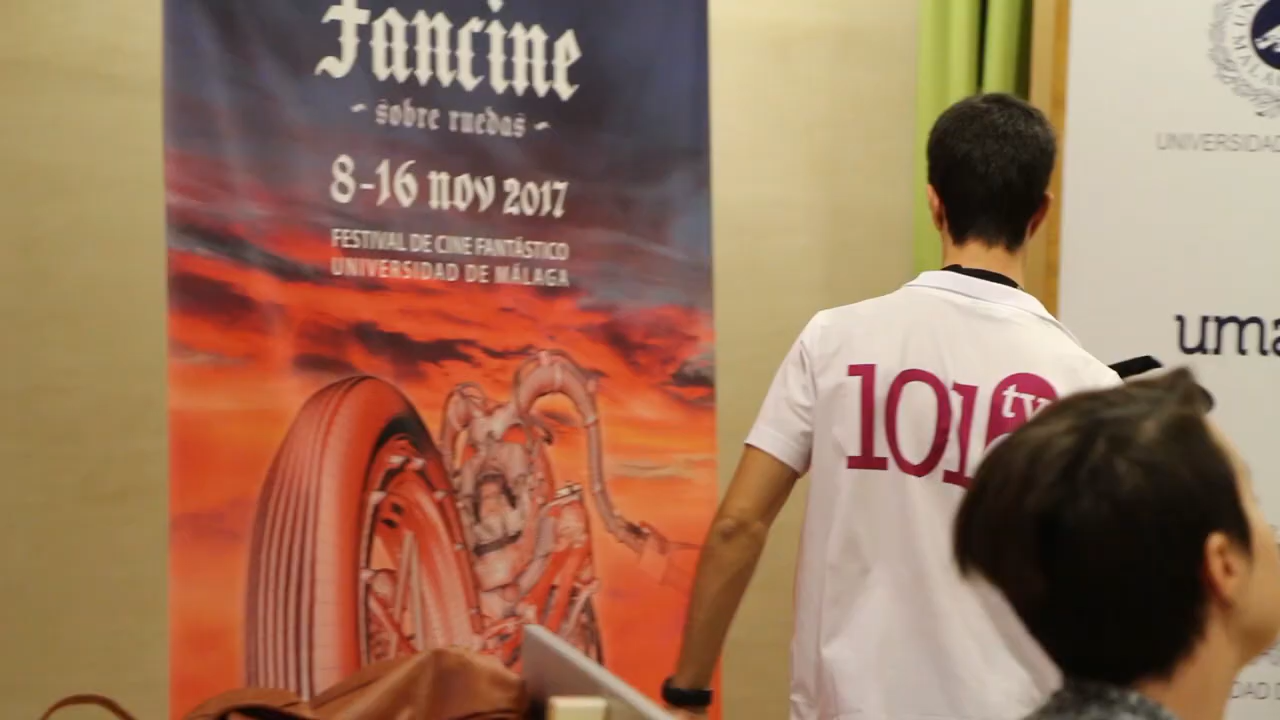 Fancine
- sobre ruedas -
8-16 nov 2017
FESTIVAL DE CINE FANTÁSTICO
UNIVERSIDAD DE MÁLAGA
101
tv
UNIVERSIDAD
uma